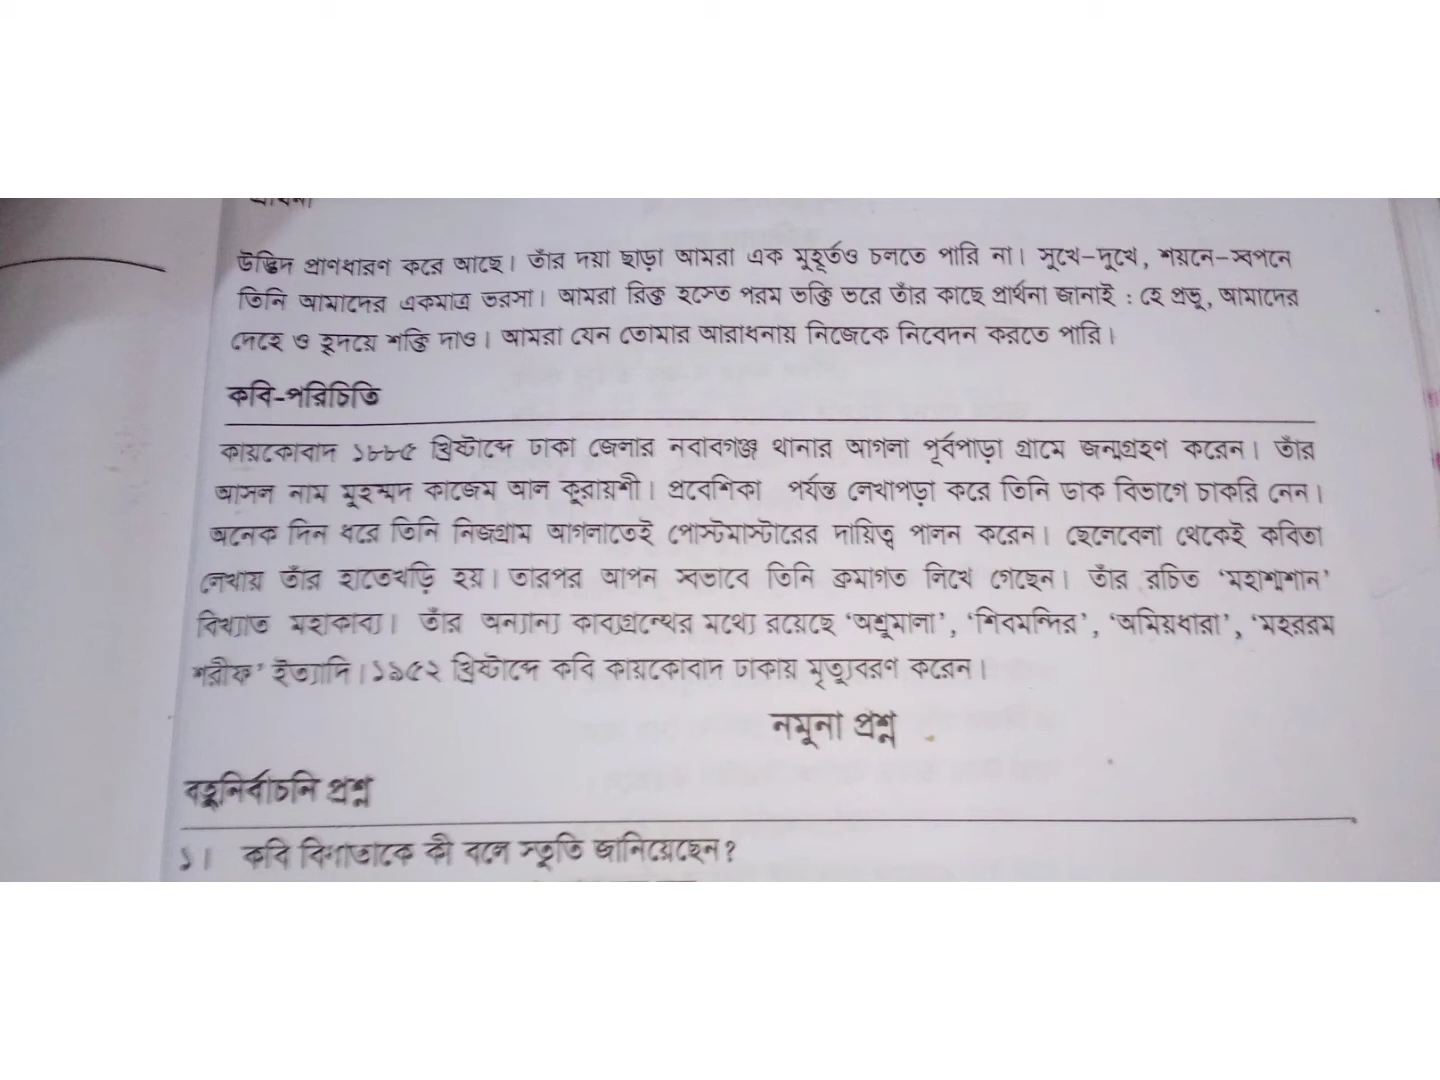 প্রার্থনা
উদ্ভিদ প্রাণধারণ করে আছে। তাঁর দয়া ছাড়া আমরা এক মুহূর্তও চলতে পারি না। সুখে-দুখে, শয়নে-স্বপনে
তিনি আমাদের একমাত্র ভরসা। আমরা রিক্ত হস্তে পরম ভক্তি ভরে তাঁর কাছে প্রার্থনা জানাই : হে প্রভু, আমাদের
দেহে ও হৃদয়ে শক্তি দাও। আমরা যেন তোমার আরাধনায় নিজেকে নিবেদন করতে পারি।
কবি-পরিচিতি
কায়কোবাদ ১৮৮৫ খ্রিস্টাব্দে ঢাকা জেলার নবাবগঞ্জ থানার আগলা পূর্বপাড়া গ্রামে জন্মগ্রহণ করেন। তাঁর
আসল নাম মুহম্মদ কাজেম আল কুরায়শী। প্রবেশিকা পর্যন্ত লেখাপড়া করে তিনি ডাক বিভাগে চাকরি নেন।
অনেক দিন ধরে তিনি নিজগ্রাম আগলাতেই পোস্টমাস্টারের দায়িত্ব পালন করেন। ছেলেবেলা থেকেই কবিতা
লেখায় তাঁর হাতেখড়ি হয়। তারপর আপন স্বভাবে তিনি ক্রমাগত লিখে গেছেন। তাঁর রচিত ‘মহাশ্মশান’
বিখ্যাত মহাকাব্য। তাঁর অন্যান্য কাব্যগ্রন্থের মধ্যে রয়েছে ‘অশ্রুমালা’, ‘শিবমন্দির’, ‘অমিয়ধারা’, ‘মহররম
শরীফ’ ইত্যাদি। ১৯৫২ খ্রিস্টাব্দে কবি কায়কোবাদ ঢাকায় মৃত্যুবরণ করেন।
নমুনা প্রশ্ন
বহুনির্বাচনি প্রশ্ন
১। কবি বিধাতাকে কী বলে স্তুতি জানিয়েছেন?